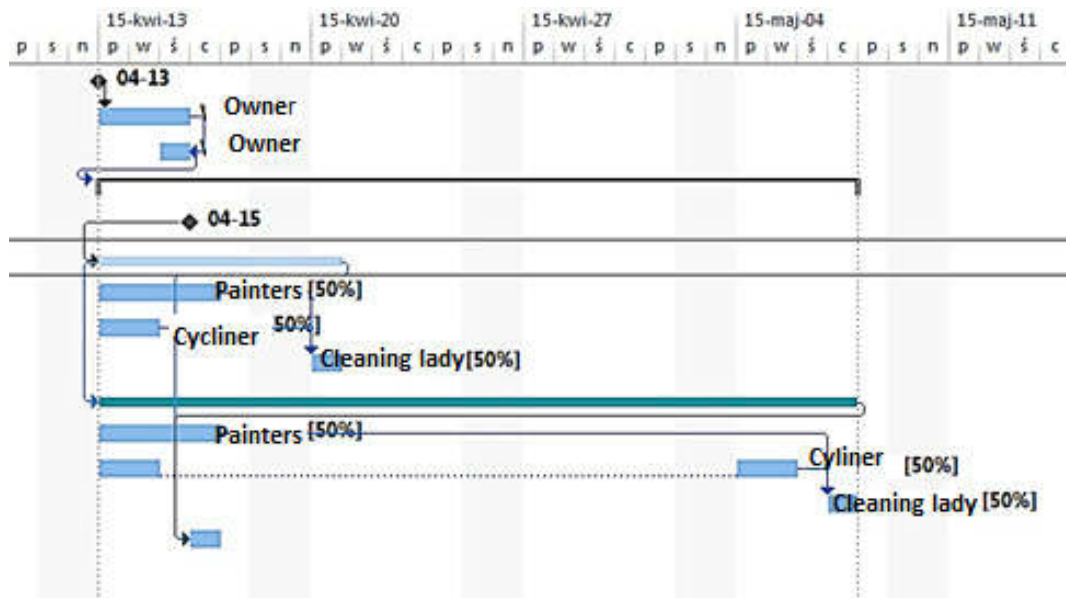 15-kwi-13 15-kwi-20 15-kwi-27 15-maj-04 15-maj-11
p s n p w ś c p s n p w ś c p s n p w ś c p s n p w ś c p s n p w ś c
04-13
Owner
Owner
04-15
Painters [50%]
Cycliner 50%]
Cleaning lady [50%]
Painters [50%]
Cyliner [50%]
Cleaning lady [50%]